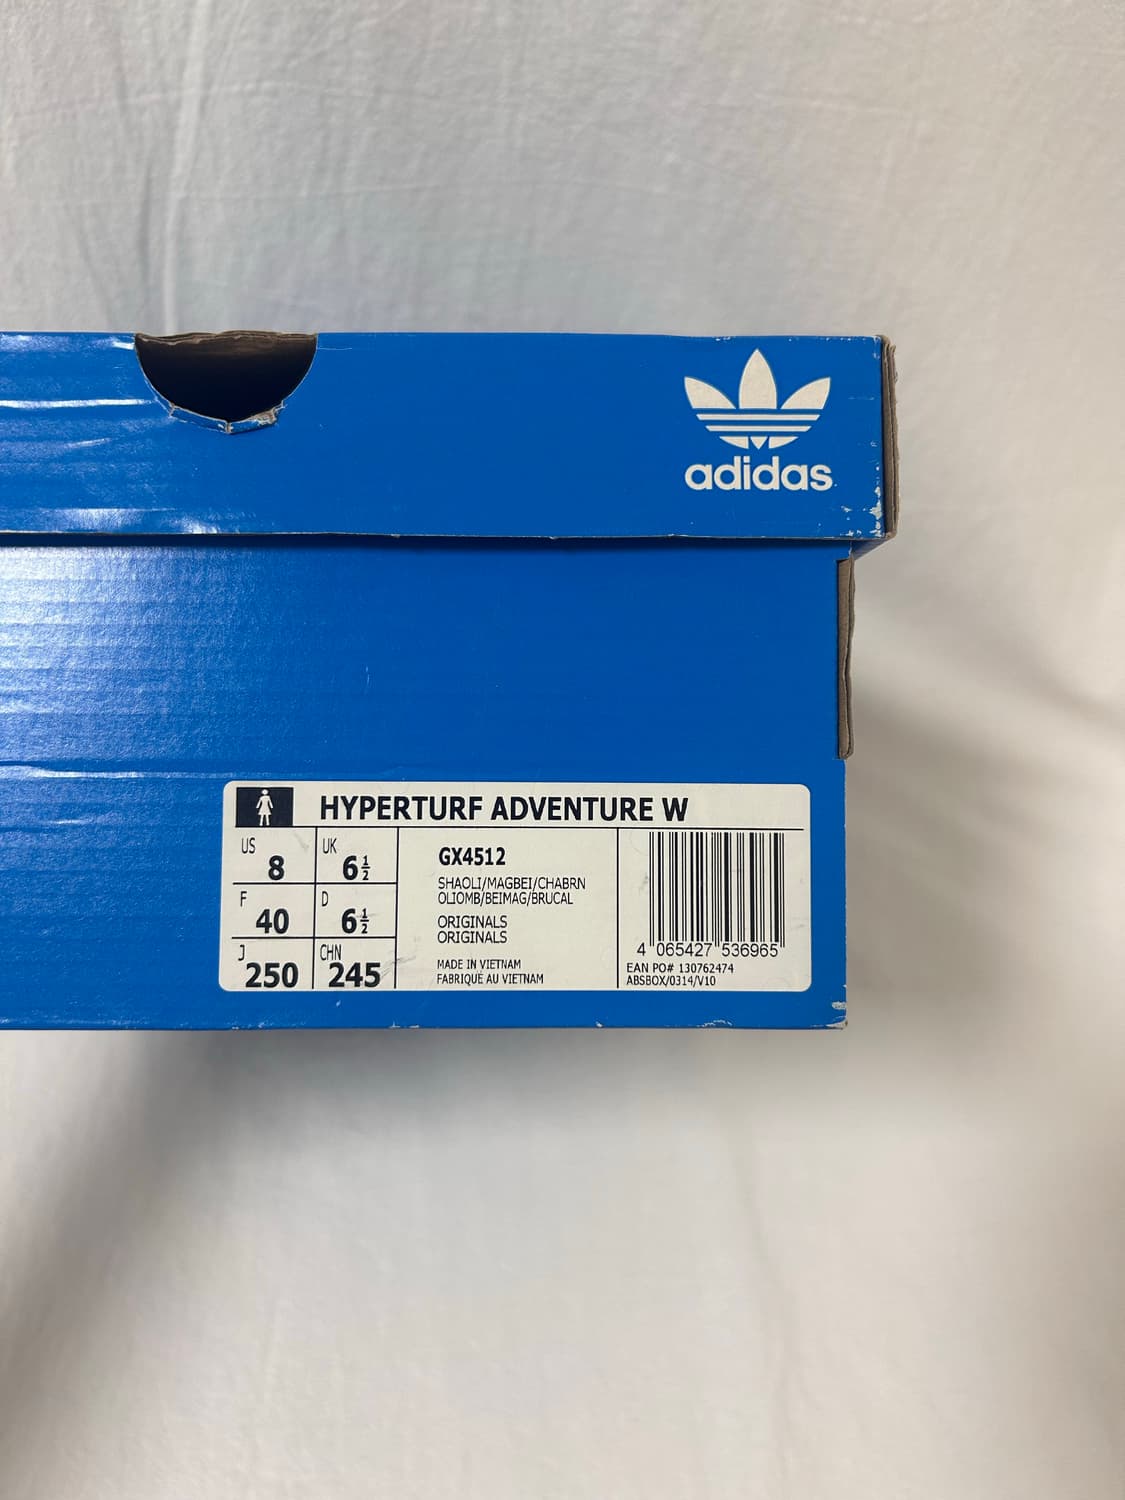 adidas
HYPERTURF ADVENTURE W
US 8 UK 6½
F 40 D 6½
J 250 CHN 245
GX4512
SHAOLI/MAGBEI/CHABRN
OLIOMB/BEIMAG/BRUCAL
ORIGINALS
ORIGINALS
MADE IN VIETNAM
FABRIQUÉ AU VIETNAM
4 065427 536965
EAN PO# 130762474
ABSBOX/0314/V10